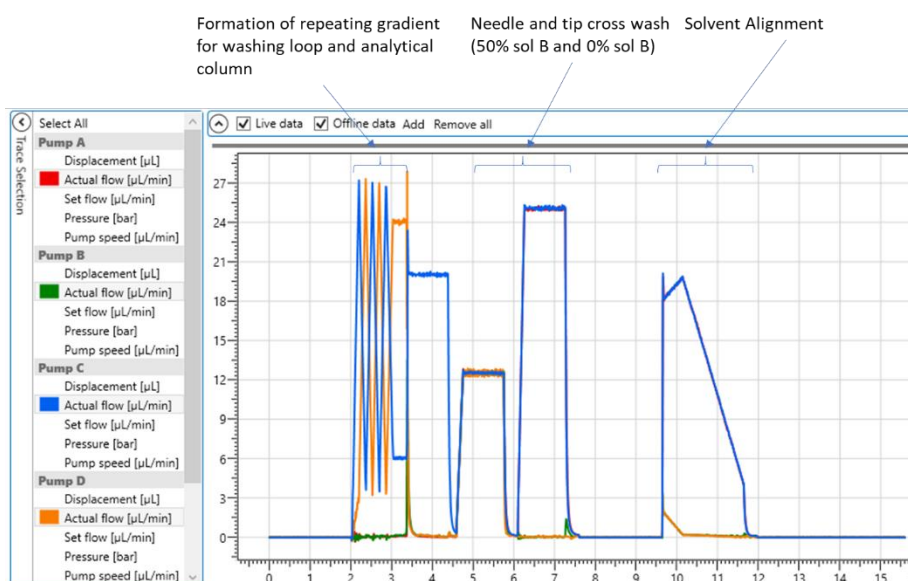 Formation of repeating gradient
for washing loop and analytical
column
Needle and tip cross wash
(50% sol B and 0% sol B)
Solvent Alignment
Trace Selection
Select All
Pump A
Displacement [µL]
Actual flow [µL/min]
Set flow [µL/min]
Pressure [bar]
Pump speed [µL/min]
Pump B
Displacement [µL]
Actual flow [µL/min]
Set flow [µL/min]
Pressure [bar]
Pump speed [µL/min]
Pump C
Displacement [µL]
Actual flow [µL/min]
Set flow [µL/min]
Pressure [bar]
Pump speed [µL/min]
Pump D
Displacement [µL]
Actual flow [µL/min]
Set flow [µL/min]
Pressure [bar]
Pump speed [µL/min]
Live data Offline data Add Remove all
27
24
21
18
15
12
9
6
3
0
0 1 2 3 4 5 6 7 8 9 10 11 12 13 14 15